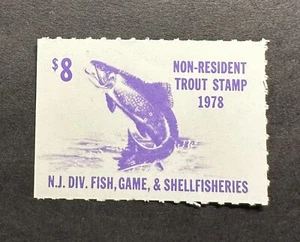 $8
NON-RESIDENT
TROUT STAMP
1978
N.J. DIV. FISH, GAME, & SHELLFISHERIES